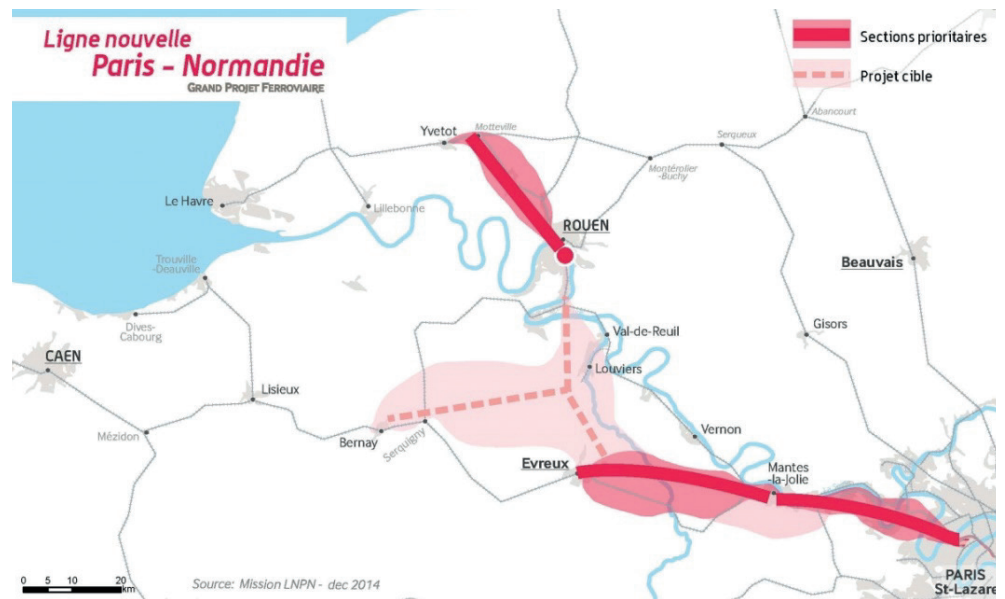 Ligne nouvelle
Paris - Normandie
GRAND PROJET FERROVIAIRE
Sections prioritaires
Projet cible
Abancourt
Yvetot
Motteville
Serqueux
Montérolier
-Buchy
Le Havre
Lillebonne
ROUEN
Trouville
-Deauville
Beauvais
Dives-
Cabourg
Val-de-Reuil
Gisors
CAEN
Louviers
Lisieux
Mézidon
Bernay
Serquigny
Vernon
Evreux
Mantes
-la-Jolie
PARIS
St-Lazare
0 5 10 20
km
Source: Mission LNPN - dec 2014